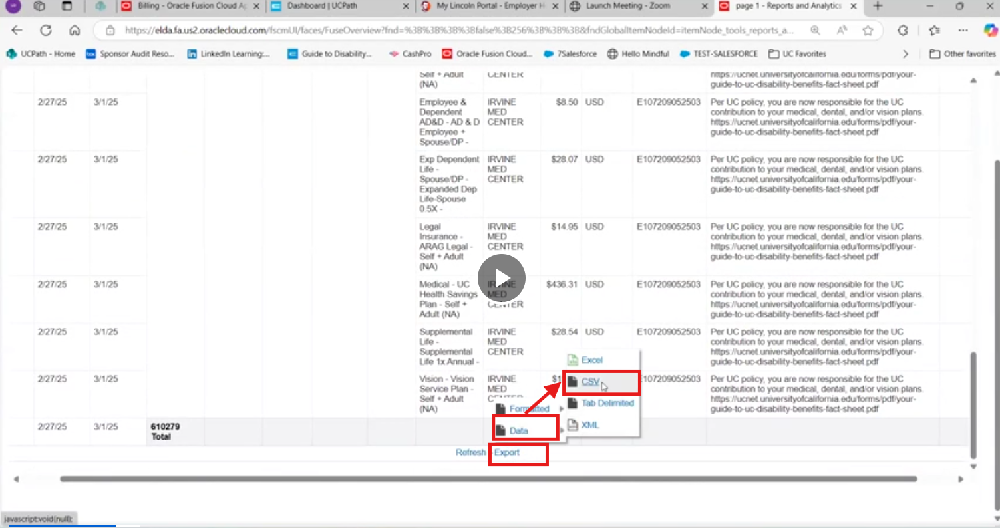 Billing - Oracle Fusion Cloud Ap
Dashboard | UCPath
My Lincoln Portal - Employer H
Launch Meeting - Zoom
page 1 - Reports and Analytics
https://elda.fa.us2.oraclecloud.com/fscmUI/faces/FuseOverview?fnd=%3B%3B%3B%3Bfalse%3B256%3B%3B%3B&fndGlobalItemNodeId=itemNode_tools_reports_a...
UCPath - Home
Sponsor Audit Reso...
LinkedIn Learning:...
Guide to Disability...
CashPro
Oracle Fusion Cloud...
7Salesforce
Hello Mindful
TEST-SALESFORCE
UC Favorites
Other favorites
Self + Adult CENTER https://ucnet.universityofcalifornia.edu/forms/pdf/your-
(NA) guide-to-uc-disability-benefits-fact-sheet.pdf
2/27/25 3/1/25 Employee & IRVINE $8.50 USD E107209052503 Per UC policy, you are now responsible for the UC
Dependent MED contribution to your medical, dental, and/or vision plans.
AD&D - AD & D CENTER https://ucnet.universityofcalifornia.edu/forms/pdf/your-
Employee + guide-to-uc-disability-benefits-fact-sheet.pdf
Spouse/DP -
2/27/25 3/1/25 Exp Dependent IRVINE $28.07 USD E107209052503 Per UC policy, you are now responsible for the UC
Life - MED contribution to your medical, dental, and/or vision plans.
Spouse/DP - CENTER https://ucnet.universityofcalifornia.edu/forms/pdf/your-
Expanded Dep guide-to-uc-disability-benefits-fact-sheet.pdf
Life-Spouse
0.5X -
2/27/25 3/1/25 Legal IRVINE $14.95 USD E107209052503 Per UC policy, you are now responsible for the UC
Insurance - MED contribution to your medical, dental, and/or vision plans.
ARAG Legal - CENTER https://ucnet.universityofcalifornia.edu/forms/pdf/your-
Self + Adult guide-to-uc-disability-benefits-fact-sheet.pdf
(NA)
2/27/25 3/1/25 Medical - UC IRVINE $436.31 USD E107209052503 Per UC policy, you are now responsible for the UC
Health Savings MED contribution to your medical, dental, and/or vision plans.
Plan - Self + CENTER https://ucnet.universityofcalifornia.edu/forms/pdf/your-
Adult (NA) guide-to-uc-disability-benefits-fact-sheet.pdf
2/27/25 3/1/25 Supplemental IRVINE $28.54 USD E107209052503 Per UC policy, you are now responsible for the UC
Life - MED contribution to your medical, dental, and/or vision plans.
Supplemental CENTER https://ucnet.universityofcalifornia.edu/forms/pdf/your-
Life 1x Annual - guide-to-uc-disability-benefits-fact-sheet.pdf
Excel
2/27/25 3/1/25 Vision - Vision IRVINE CSV E107209052503 Per UC policy, you are now responsible for the UC
Service Plan - MED contribution to your medical, dental, and/or vision plans.
Self + Adult https://ucnet.universityofcalifornia.edu/forms/pdf/your-
(NA) Formatted Tab Delimited guide-to-uc-disability-benefits-fact-sheet.pdf
2/27/25 3/1/25 610279 Data XML
Total
Refresh - Export
javascript:void(null);